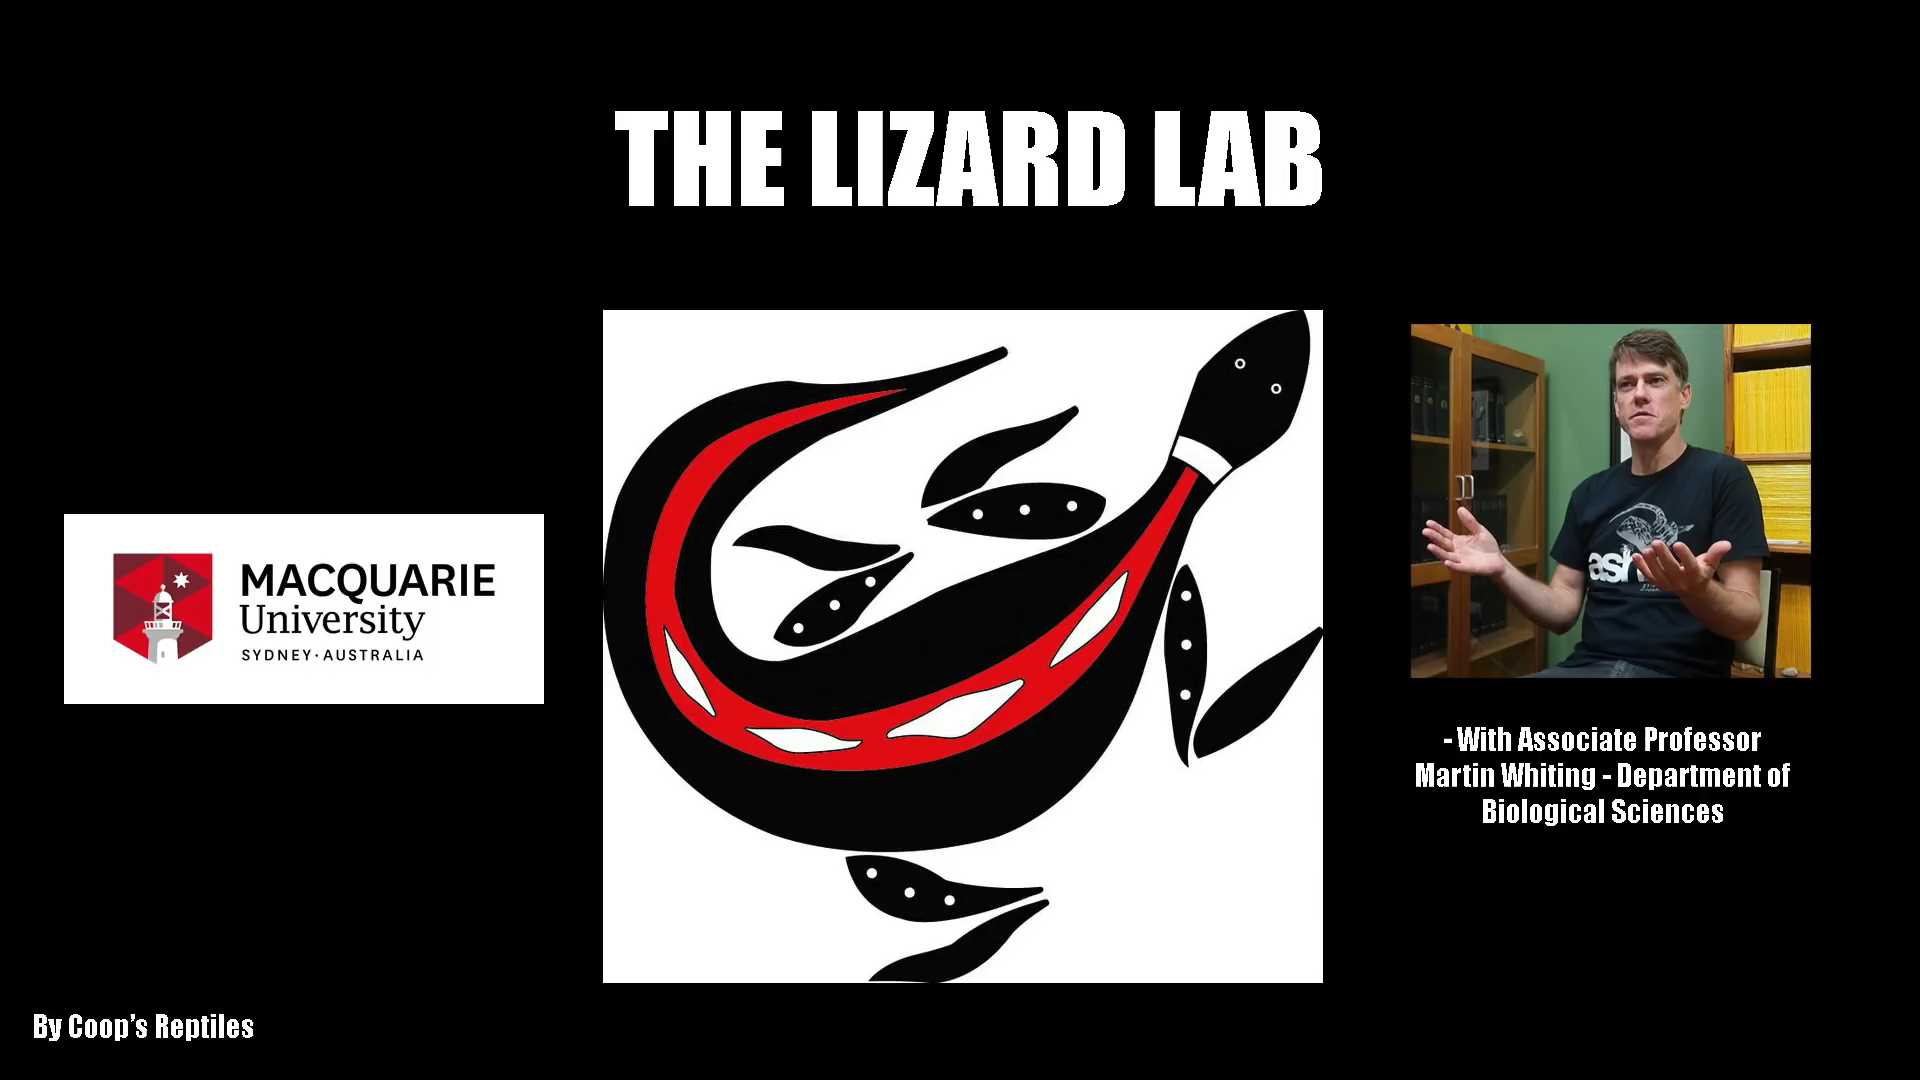 THE LIZARD LAB
MACQUARIE
University
SYDNEY·AUSTRALIA
- With Associate Professor
Martin Whiting - Department of
Biological Sciences
By Coop's Reptiles